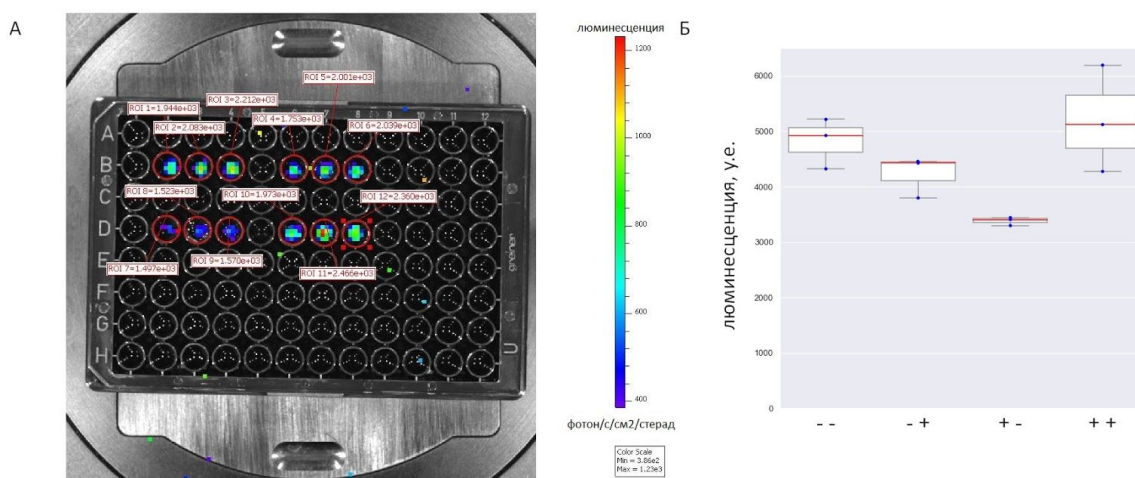 А
люминесценция
Б
ROI 5=2.001e+03
ROI 3=2.212e+03
ROI 1=1.944e+03
ROI 4=1.753e+03
ROI 6=2.039e+03
ROI 2=2.083e+03
4 5 6 7 8 9 10 11 12
A
B
C
D
E
F
G
H
ROI 8=1.523e+03
ROI 10=1.973e+03
ROI 12=2.360e+03
ROI 7=1.497e+03
ROI 9=1.570e+03
ROI 11=2.466e+03
greiner
1200
1000
800
600
400
фотон/с/см2/стерад
Color Scale
Min = 3.86e2
Max = 1.23e3
люминесценция, у.е.
6000
5000
4000
3000
2000
1000
0
- -
- +
+ -
+ +